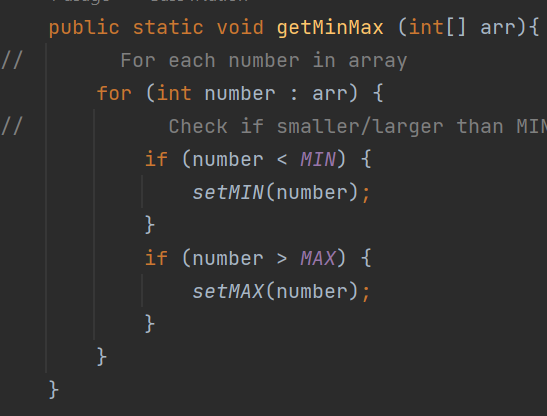 public static void getMinMax (int[] arr){
// For each number in array
for (int number : arr) {
// Check if smaller/larger than MIN
if (number < MIN) {
setMIN(number);
}
if (number > MAX) {
setMAX(number);
}
}
}